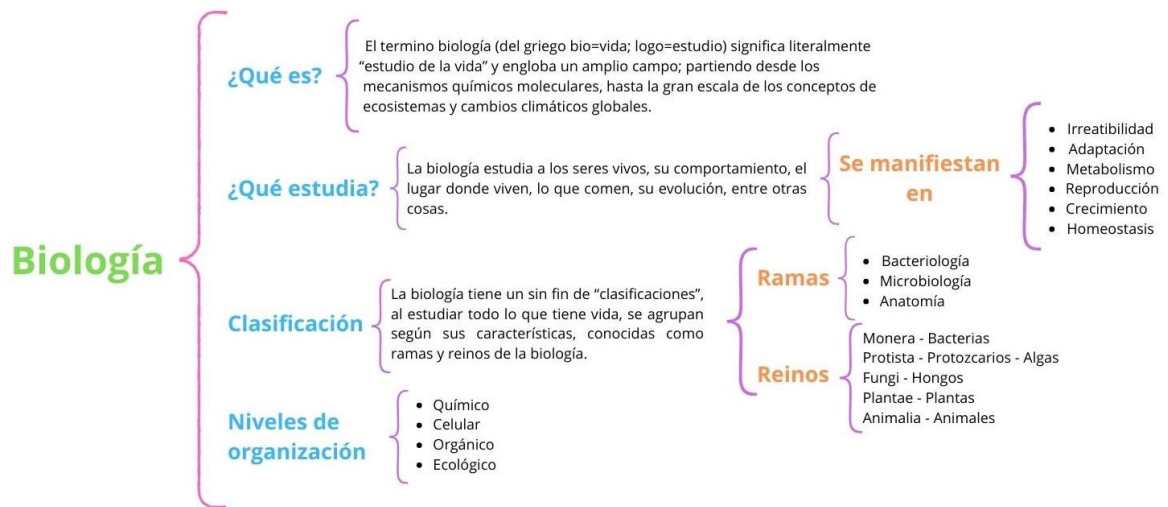 Biología
¿Qué es?
El termino biología (del griego bio=vida; logo=estudio) significa literalmente
“estudio de la vida” y engloba un amplio campo; partiendo desde los
mecanismos químicos moleculares, hasta la gran escala de los conceptos de
ecosistemas y cambios climáticos globales.
¿Qué estudia?
La biología estudia a los seres vivos, su comportamiento, el
lugar donde viven, lo que comen, su evolución, entre otras
cosas.
Se manifiestan
en
• Irreatibilidad
• Adaptación
• Metabolismo
• Reproducción
• Crecimiento
• Homeostasis
Clasificación
La biología tiene un sin fin de “clasificaciones”,
al estudiar todo lo que tiene vida, se agrupan
según sus características, conocidas como
ramas y reinos de la biología.
Ramas
• Bacteriología
• Microbiología
• Anatomía
Reinos
Monera - Bacterias
Protista - Protozcarios - Algas
Fungi - Hongos
Plantae - Plantas
Animalia - Animales
Niveles de
organización
• Químico
• Celular
• Orgánico
• Ecológico